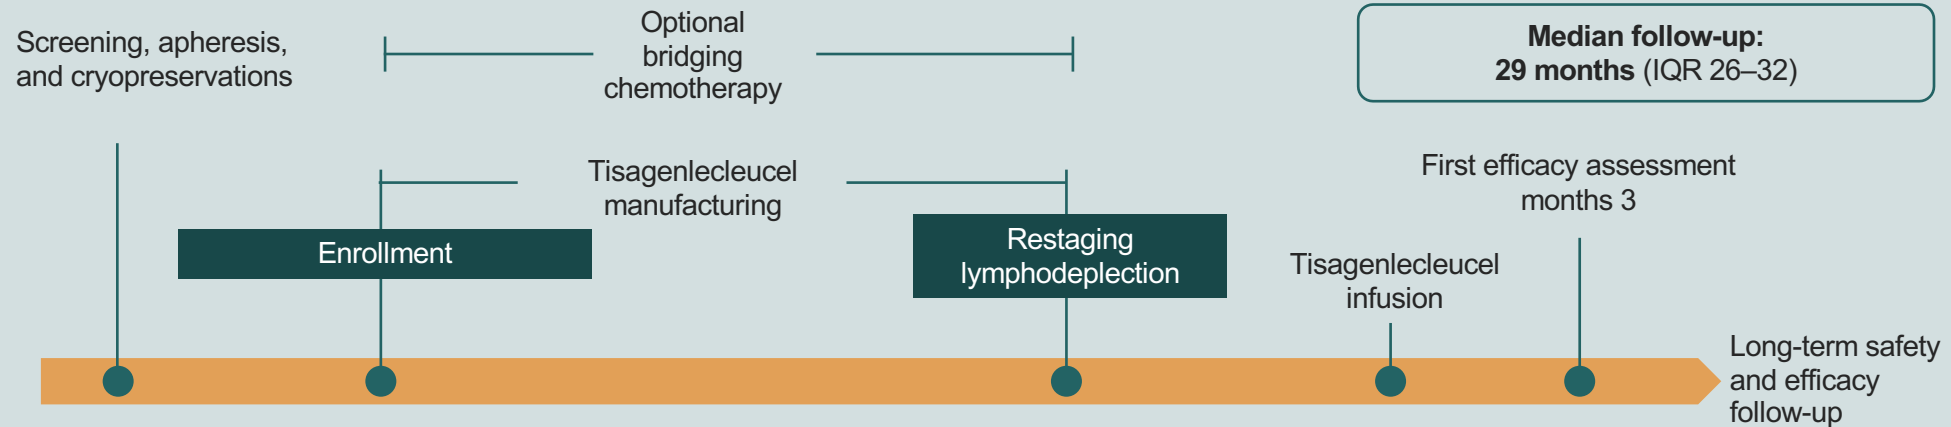 Screening, apheresis,
and cryopreservations
Optional
bridging
chemotherapy
Median follow-up:
29 months (IQR 26–32)
Tisagenlecleucel
manufacturing
Enrollment
Restaging
lymphodeplection
Tisagenlecleucel
infusion
First efficacy assessment
months 3
Long-term safety
and efficacy
follow-up